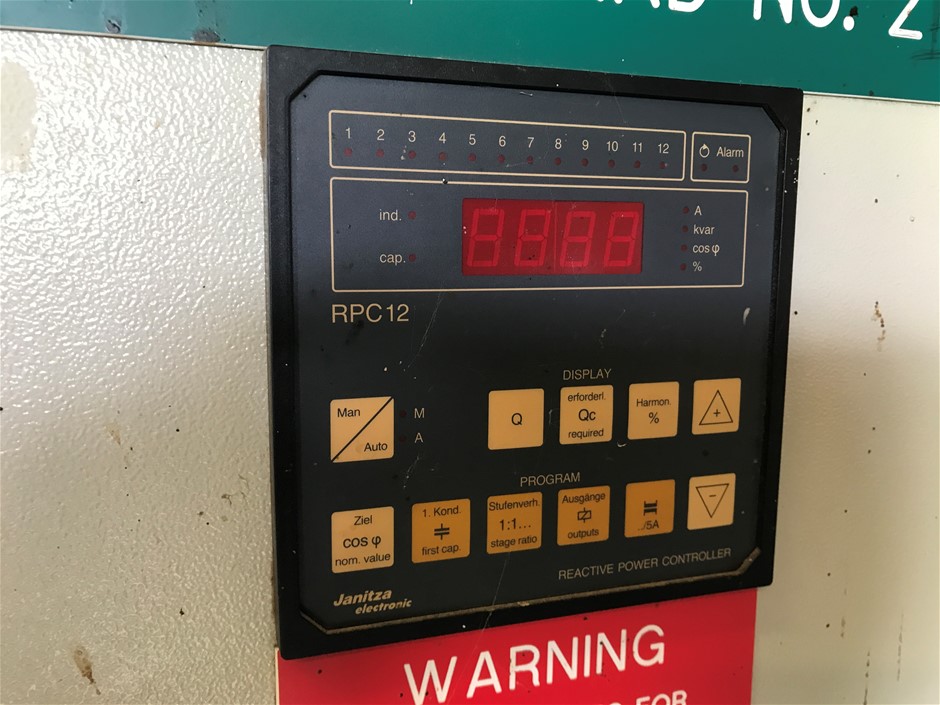 NO. 2
1 2 3 4 5 6 7 8 9 10 11 12
Alarm
ind.
cap.
8888
A
kvar
cos φ
%
RPC12
DISPLAY
Man
Auto
M
A
Q
erforderl.
Qc
required
Harmon.
%
+
PROGRAM
Ziel
cos φ
nom. value
1. Kond.
first cap.
Stufenverh.
1:1...
stage ratio
Ausgänge
outputs
../5A
−
REACTIVE POWER CONTROLLER
Janitza
electronic
WARNING
FOR